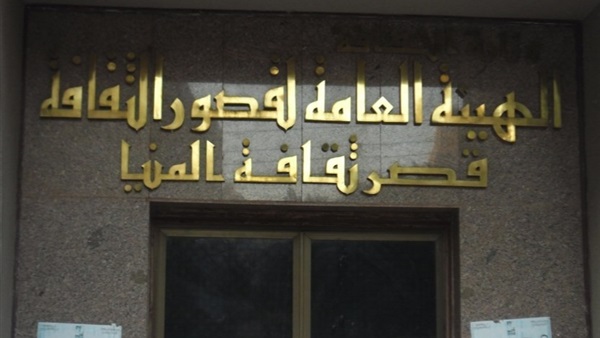 الهيئة العامة لقصور الثقافة
قصر ثقافة المنيا